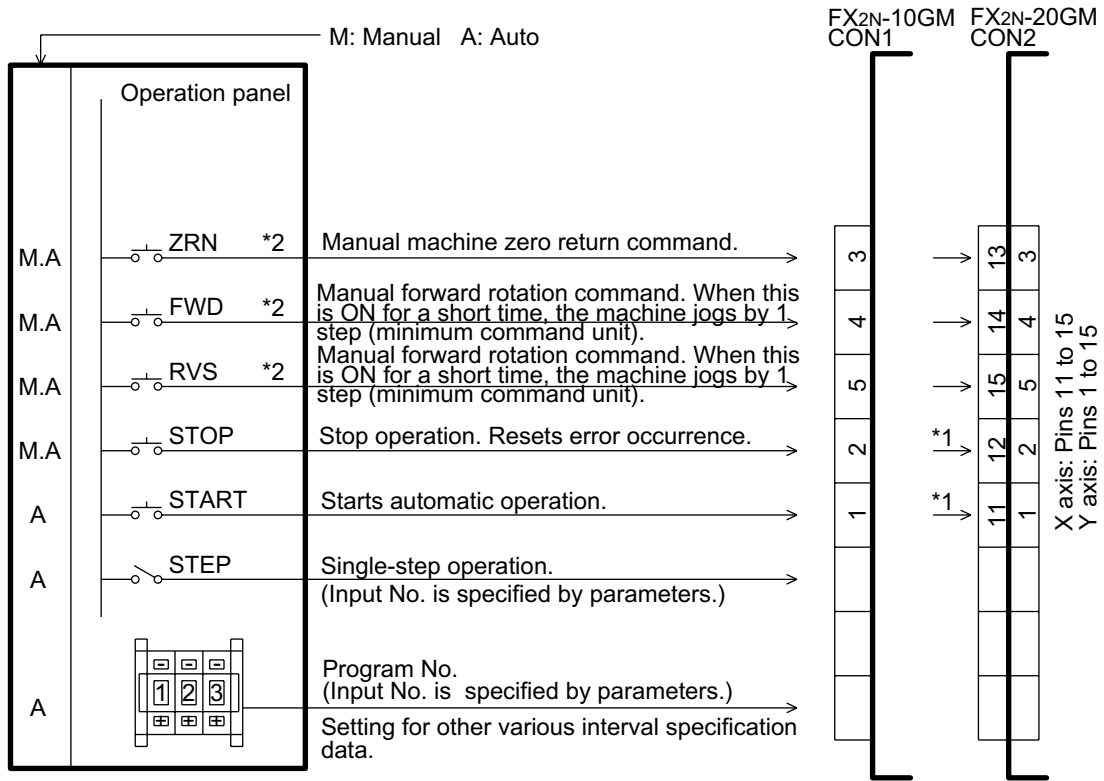 FX2N-10GM FX2N-20GM
CON1 CON2
M: Manual A: Auto
Operation panel
M.A ZRN *2 Manual machine zero return command. 3 13 3
M.A FWD *2 Manual forward rotation command. When this
is ON for a short time, the machine jogs by 1
step (minimum command unit). 4 14 4
M.A RVS *2 Manual forward rotation command. When this
is ON for a short time, the machine jogs by 1
step (minimum command unit). 5 15 5
M.A STOP Stop operation. Resets error occurrence. 2 *1 12 2
A START Starts automatic operation. 1 *1 11 1
A STEP Single-step operation.
(Input No. is specified by parameters.)
Program No.
(Input No. is specified by parameters.)
- - -
A 1 2 3
+ + +
Setting for other various interval specification
data.
X axis: Pins 11 to 15
Y axis: Pins 1 to 15